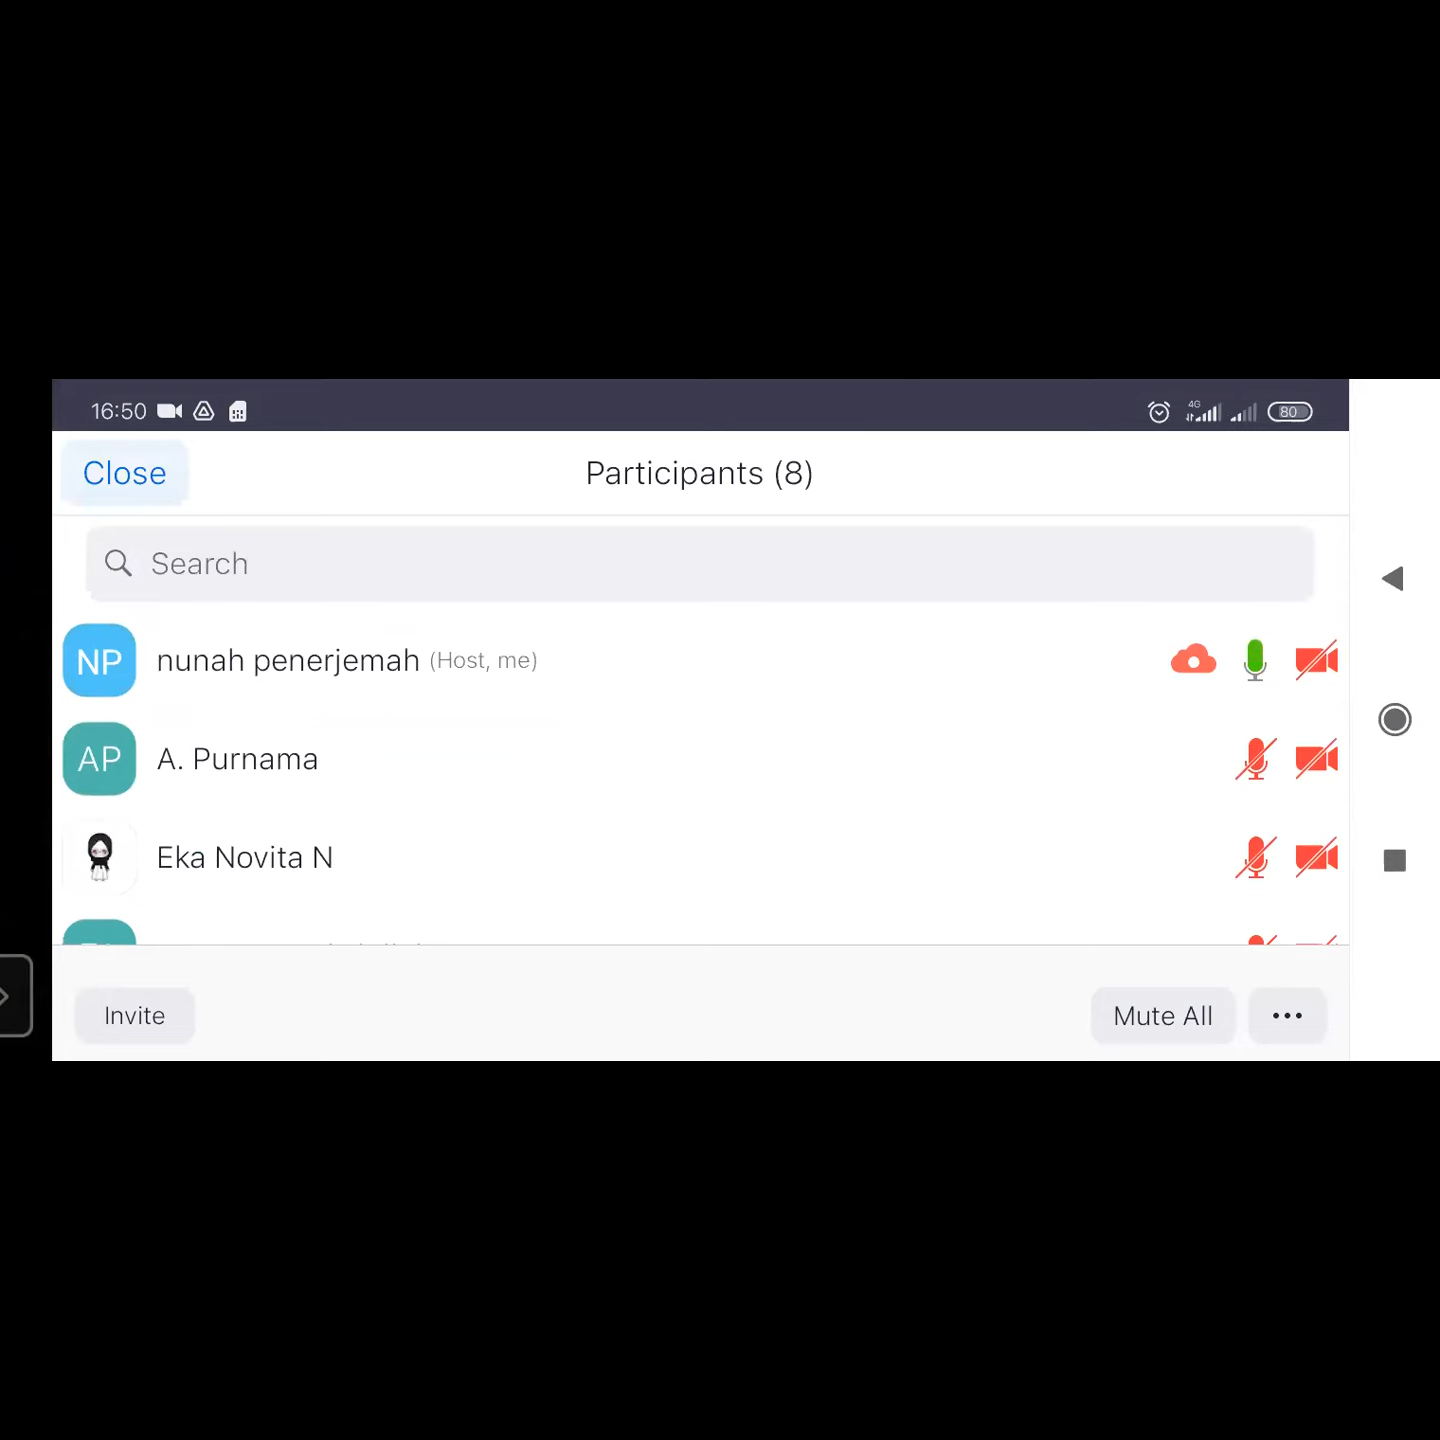 16:50
4G
80
Close
Participants (8)
Search
NP
nunah penerjemah (Host, me)
AP
A. Purnama
Eka Novita N
Invite
Mute All